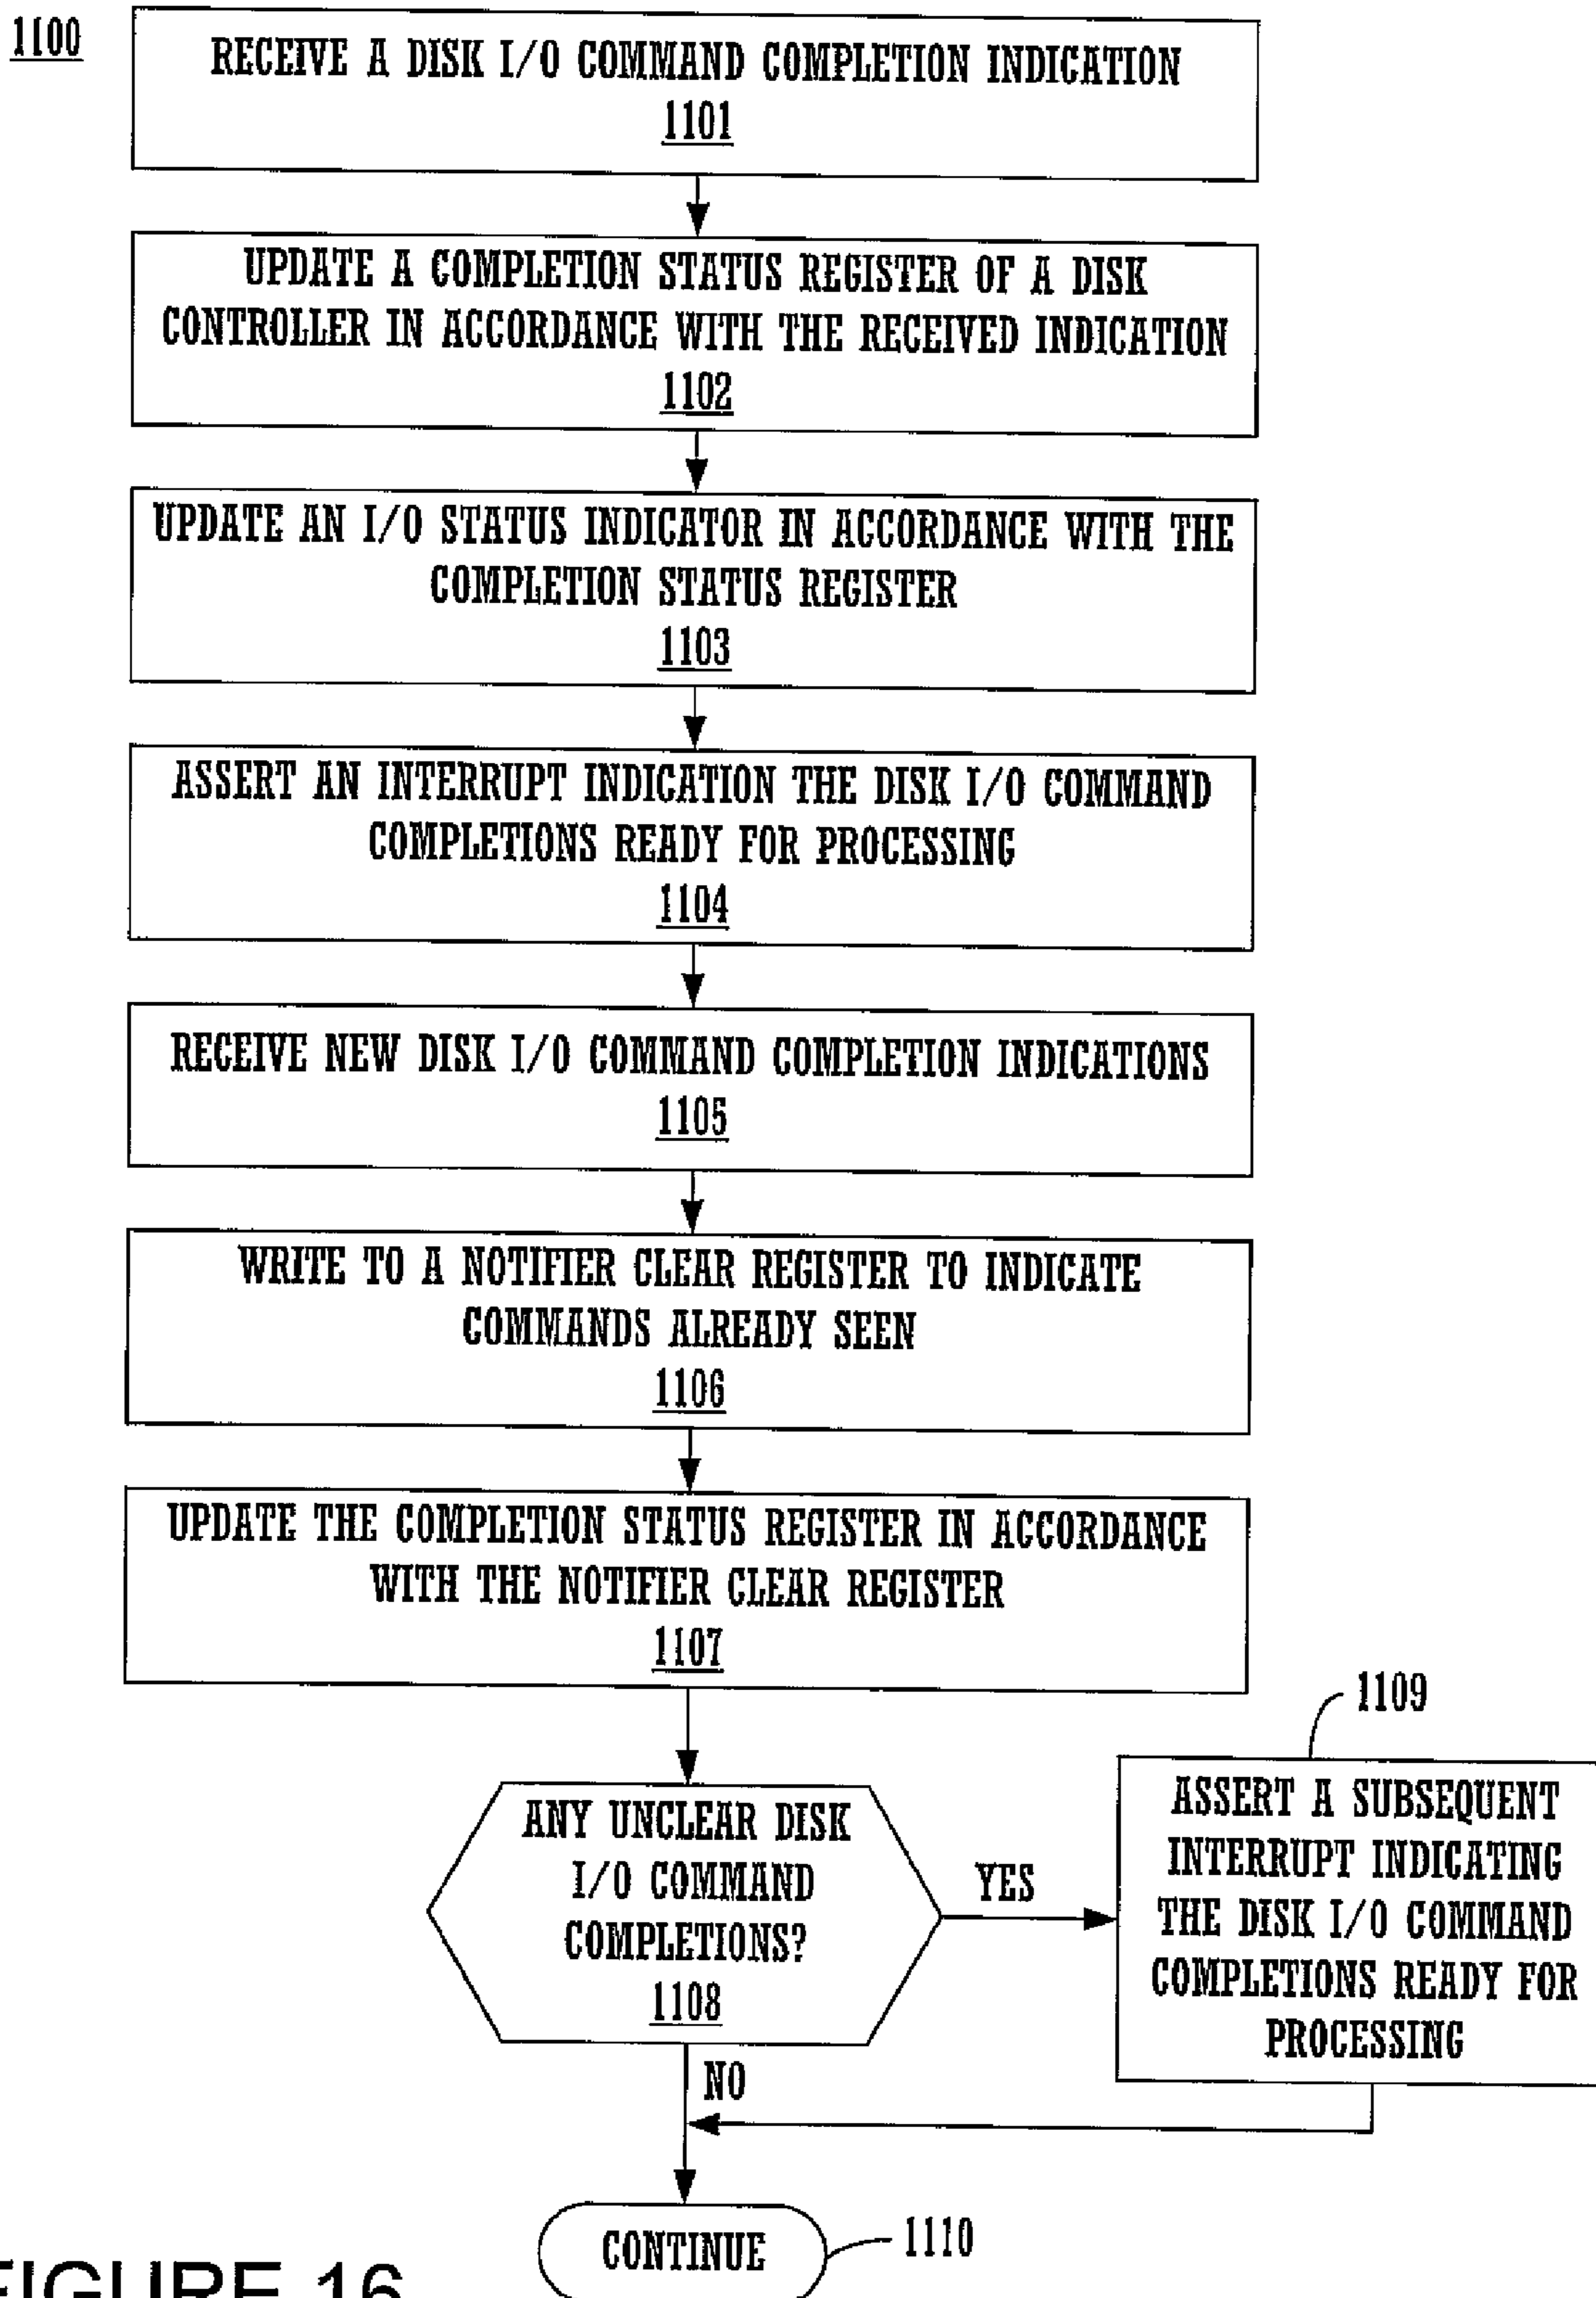 1100
RECEIVE A DISK I/O COMMAND COMPLETION INDICATION
1101
UPDATE A COMPLETION STATUS REGISTER OF A DISK
CONTROLLER IN ACCORDANCE WITH THE RECEIVED INDICATION
1102
UPDATE AN I/O STATUS INDICATOR IN ACCORDANCE WITH THE
COMPLETION STATUS REGISTER
1103
ASSERT AN INTERRUPT INDICATION THE DISK I/O COMMAND
COMPLETIONS READY FOR PROCESSING
1104
RECEIVE NEW DISK I/O COMMAND COMPLETION INDICATIONS
1105
WRITE TO A NOTIFIER CLEAR REGISTER TO INDICATE
COMMANDS ALREADY SEEN
1106
UPDATE THE COMPLETION STATUS REGISTER IN ACCORDANCE
WITH THE NOTIFIER CLEAR REGISTER
1107
ANY UNCLEAR DISK
I/O COMMAND
COMPLETIONS?
1108
YES
1109
ASSERT A SUBSEQUENT
INTERRUPT INDICATING
THE DISK I/O COMMAND
COMPLETIONS READY FOR
PROCESSING
NO
CONTINUE
1110
FIGURE 16